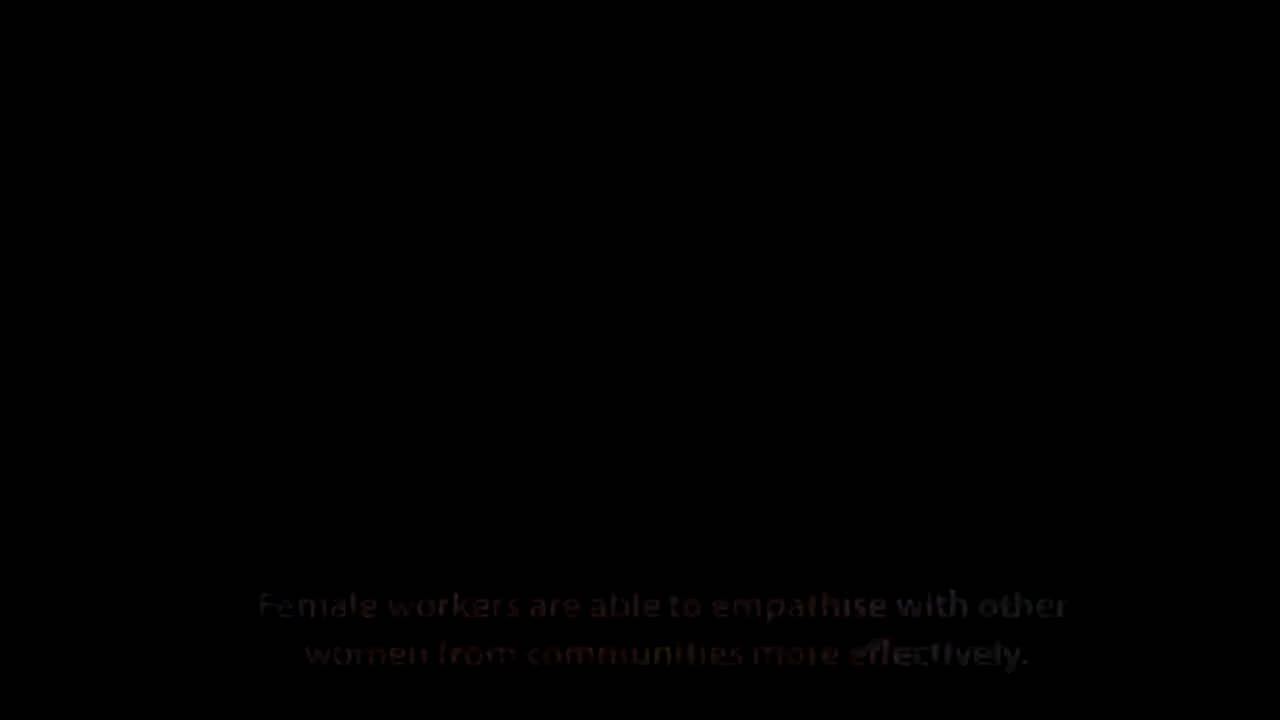 Female workers are able to empathise with other
women from communities more effectively.